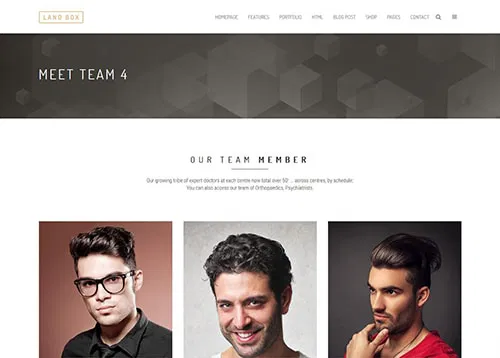 LAND BOX
HOMEPAGE FEATURES PORTFOLIO HTML BLOG POST SHOP PAGES CONTACT
MEET TEAM 4
OUR TEAM MEMBER
Our growing tribe of expert doctors at each centre now total over 50! ... across centres, by schedule.
You can also access our team of Orthopaedics, Psychiatrists.